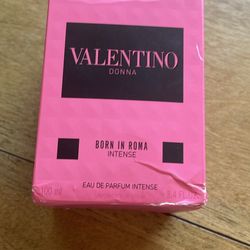 VALENTINO
DONNA
BORN IN ROMA
INTENSE
100 ml
EAU DE PARFUM INTENSE